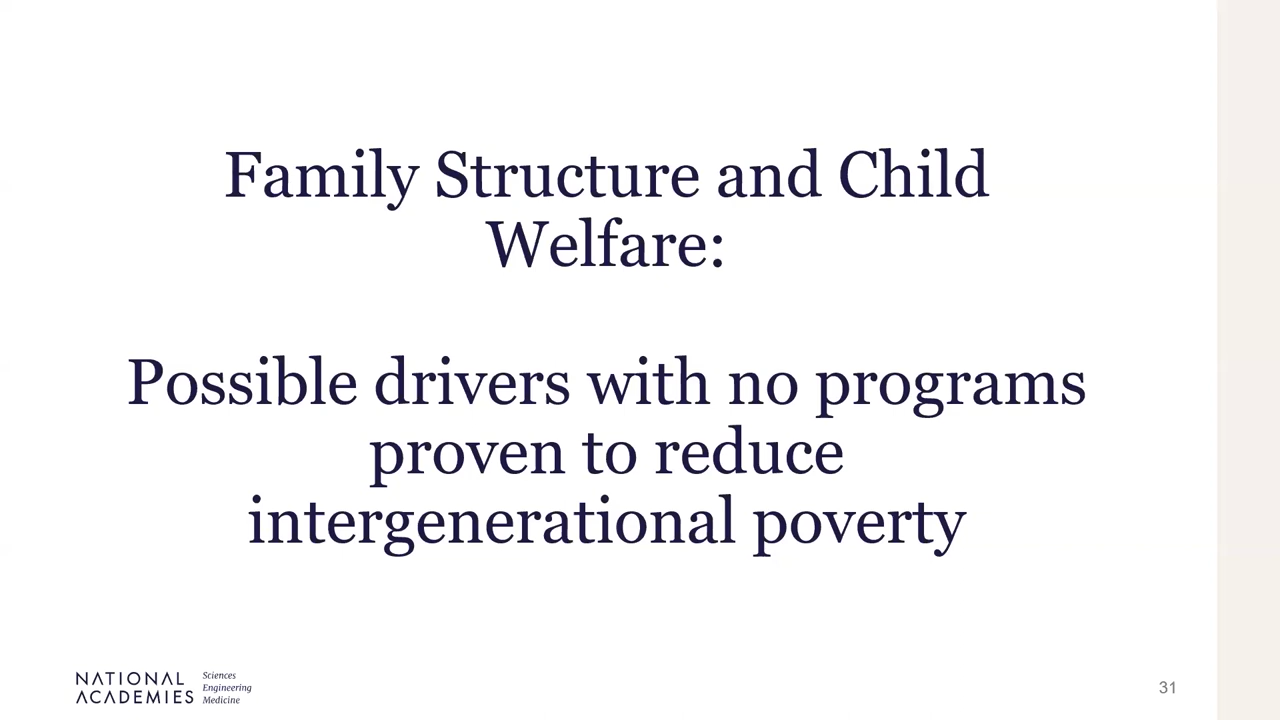 Family Structure and Child
Welfare:
Possible drivers with no programs
proven to reduce
intergenerational poverty
NATIONAL
ACADEMIES
Sciences
Engineering
Medicine
31